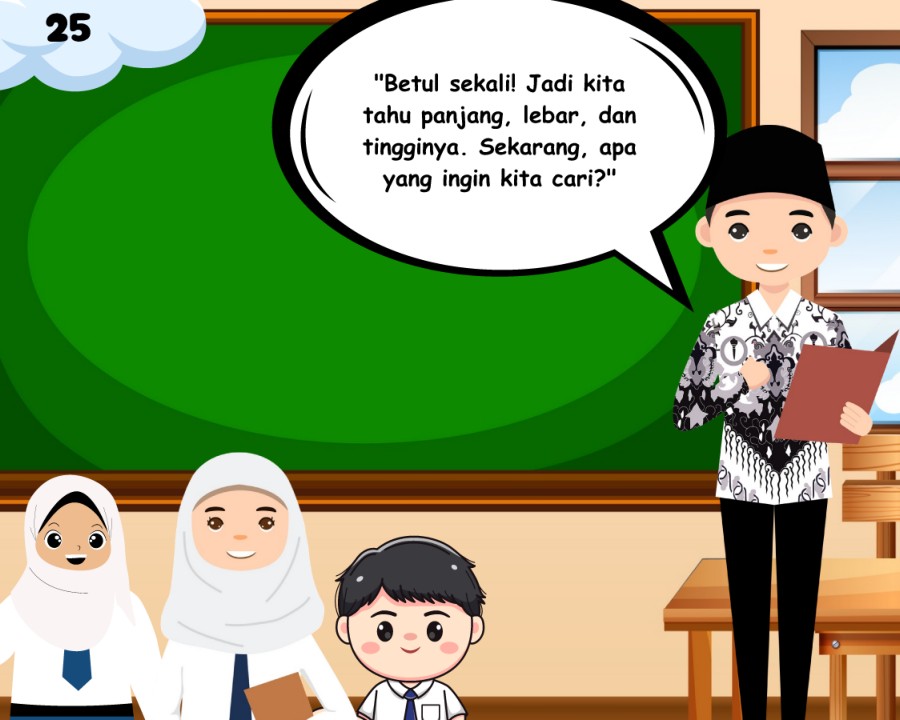 25
"Betul sekali! Jadi kita
tahu panjang, lebar, dan
tingginya. Sekarang, apa
yang ingin kita cari?"